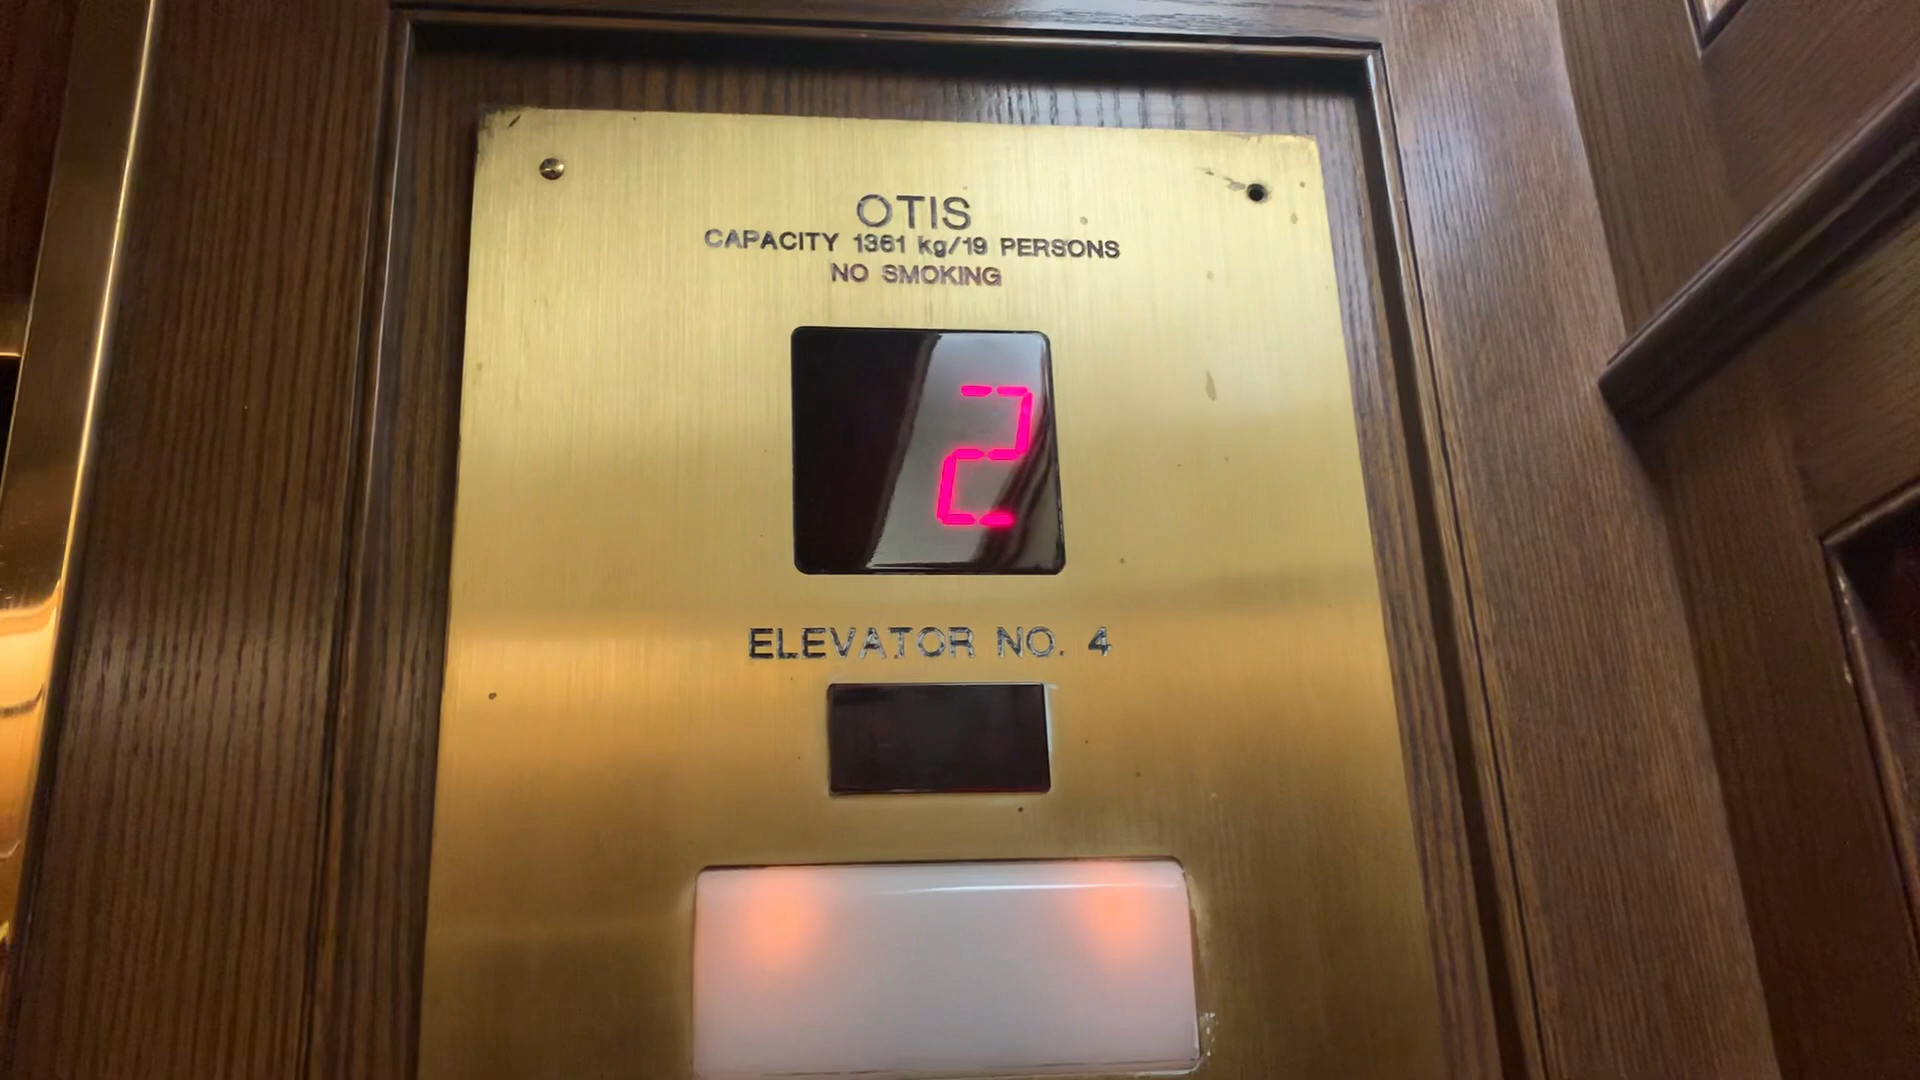 OTIS
CAPACITY 1361 kg/19 PERSONS
NO SMOKING
2
ELEVATOR NO. 4